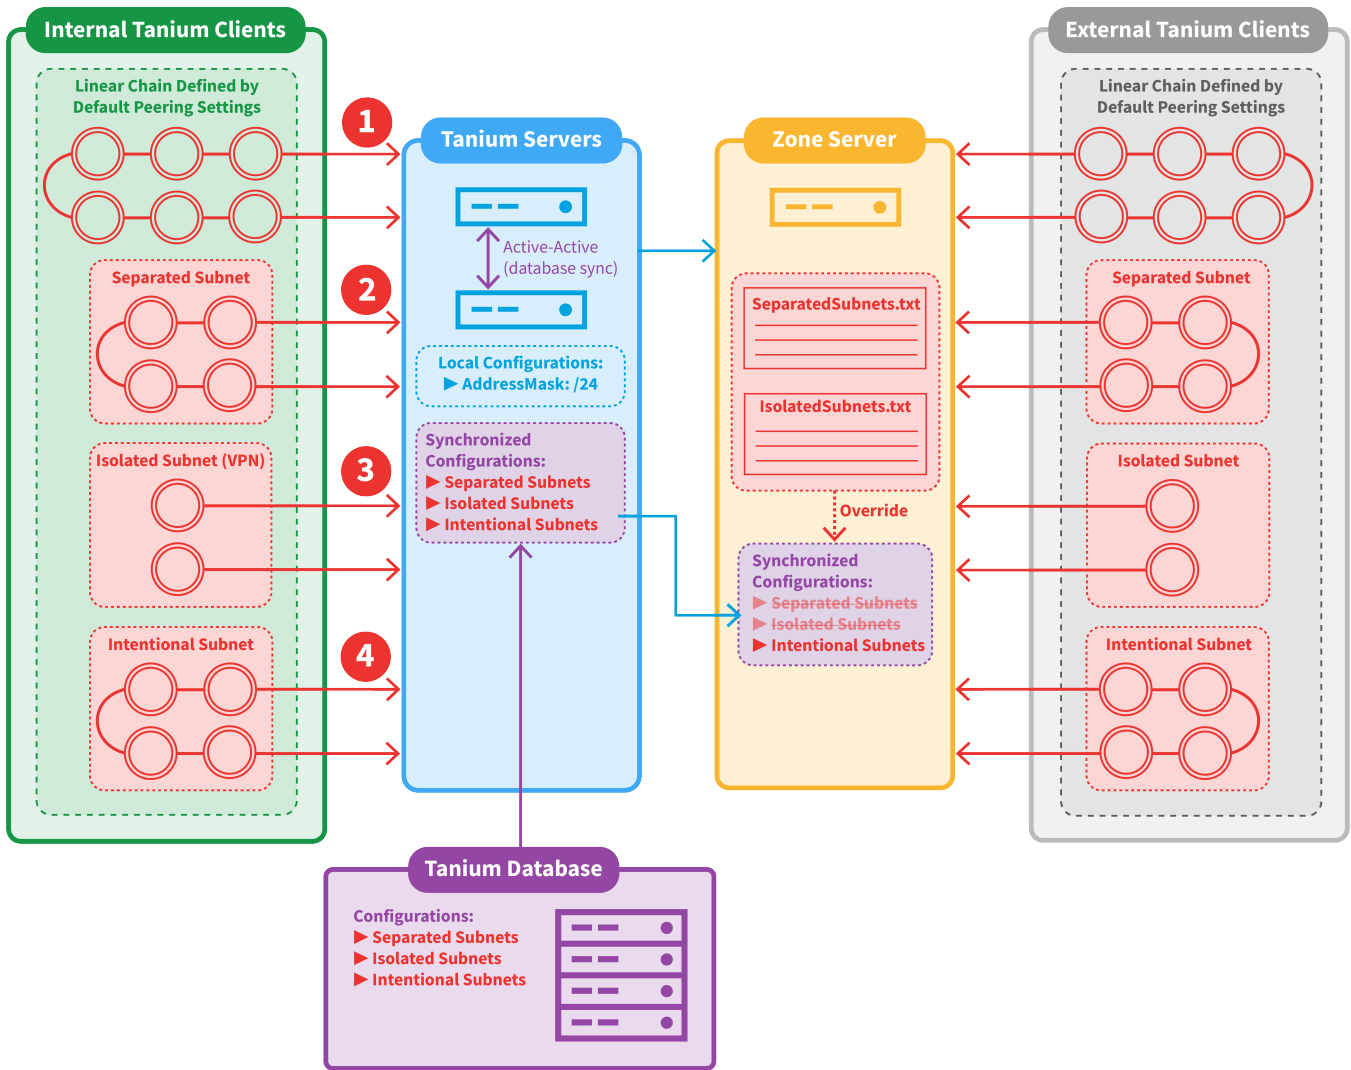 Internal Tanium Clients
Linear Chain Defined by
Default Peering Settings
1
Separated Subnet
2
Isolated Subnet (VPN)
3
Intentional Subnet
4
Tanium Servers
Active-Active
(database sync)
Local Configurations:
▶ AddressMask: /24
Synchronized
Configurations:
▶ Separated Subnets
▶ Isolated Subnets
▶ Intentional Subnets
Zone Server
SeparatedSubnets.txt
IsolatedSubnets.txt
Override
Synchronized
Configurations:
▶ Separated Subnets
▶ Isolated Subnets
▶ Intentional Subnets
External Tanium Clients
Linear Chain Defined by
Default Peering Settings
Separated Subnet
Isolated Subnet
Intentional Subnet
Tanium Database
Configurations:
▶ Separated Subnets
▶ Isolated Subnets
▶ Intentional Subnets